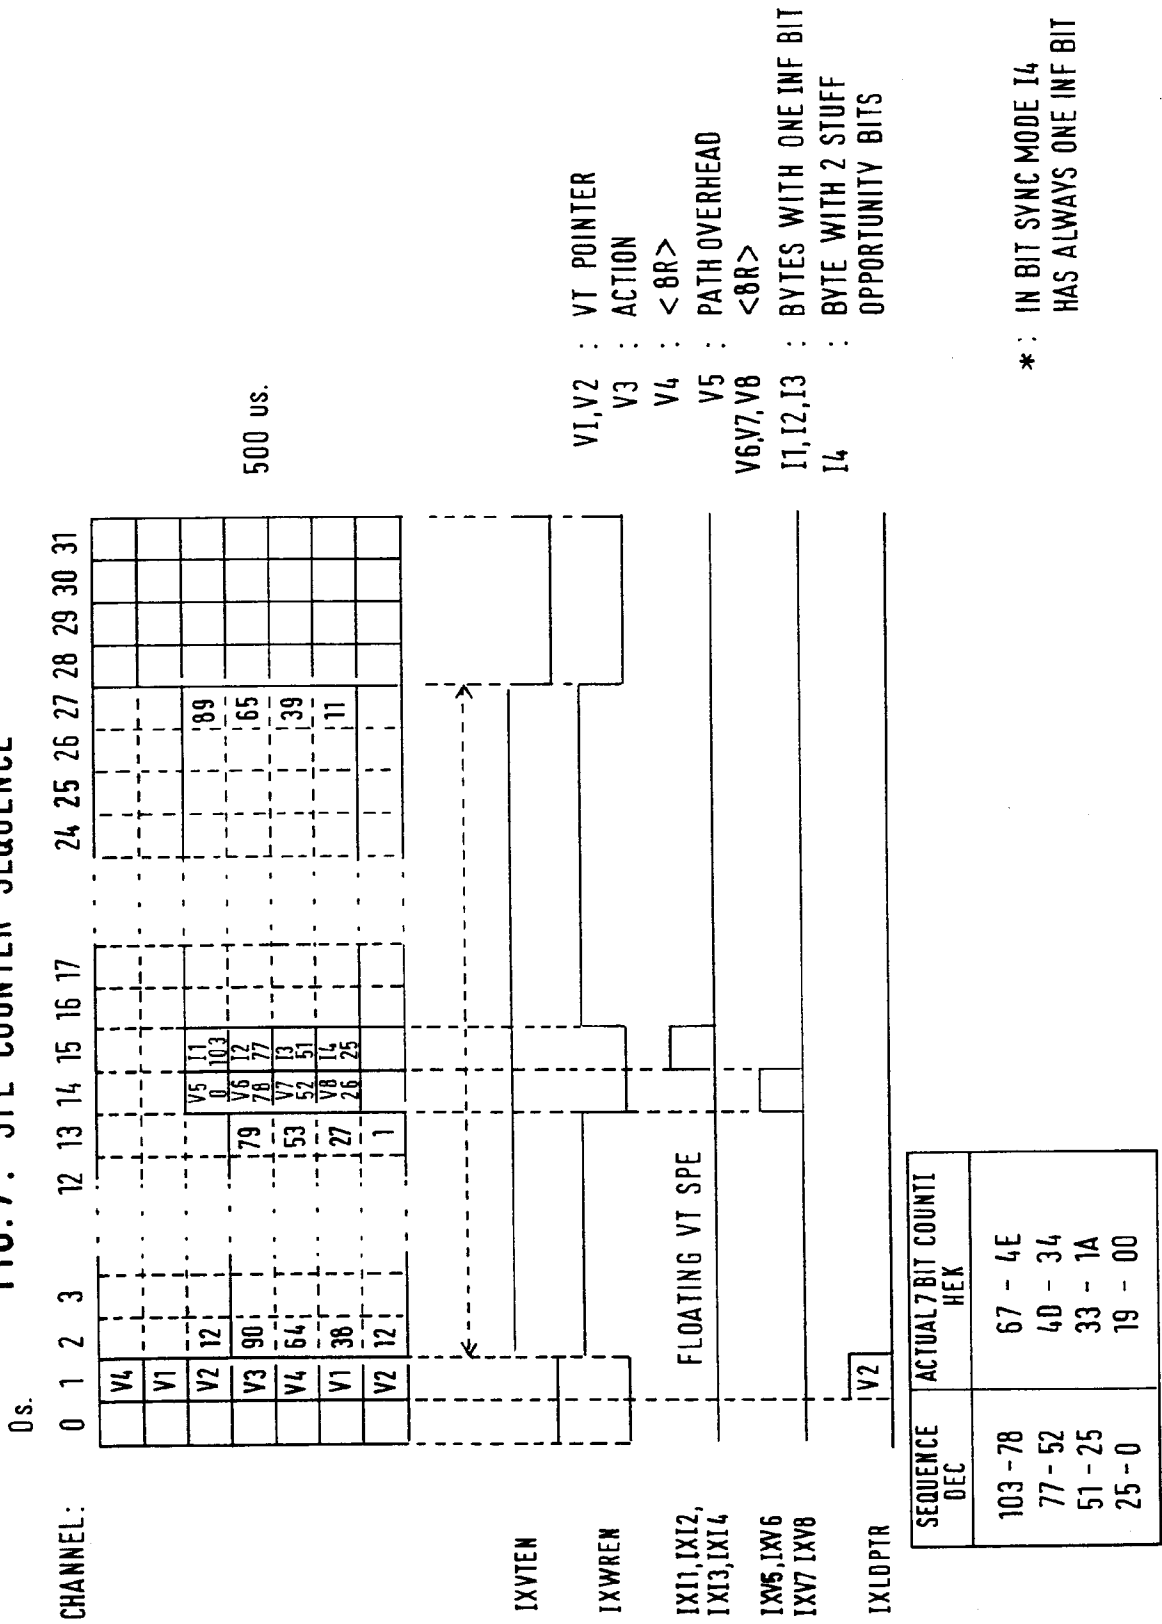 FIG. 7. SPE COUNTER SEQUENCE
0s.
CHANNEL: 0 1 2 3 12 13 14 15 16 17 24 25 26 27 28 29 30 31
V4
V1
V2 12 V5 0 I1 103 89
V3 90 79 V6 78 I2 77 65
V4 64 53 V7 52 I3 51 39
V1 38 27 V8 26 I4 25 11
V2 12 1
500 us.
IXVTEN
IXWREN
FLOATING VT SPE
IXI1,IXI2,
IXI3,IXI4
IXV5,IXV6
IXV7 IXV8
IXLDPTR V2
V1,V2 : VT POINTER
V3 : ACTION
V4 : <8R>
V5 : PATH OVERHEAD
V6,V7,V8 <8R>
I1,I2,I3 : BYTES WITH ONE INF BIT
I4 : BYTE WITH 2 STUFF
OPPORTUNITY BITS
SEQUENCE DEC ACTUAL 7 BIT COUNTI HEK
103-78 67 - 4E
77-52 4D - 34
51-25 33 - 1A
25-0 19 - 00
*: IN BIT SYNC MODE I4
HAS ALWAYS ONE INF BIT